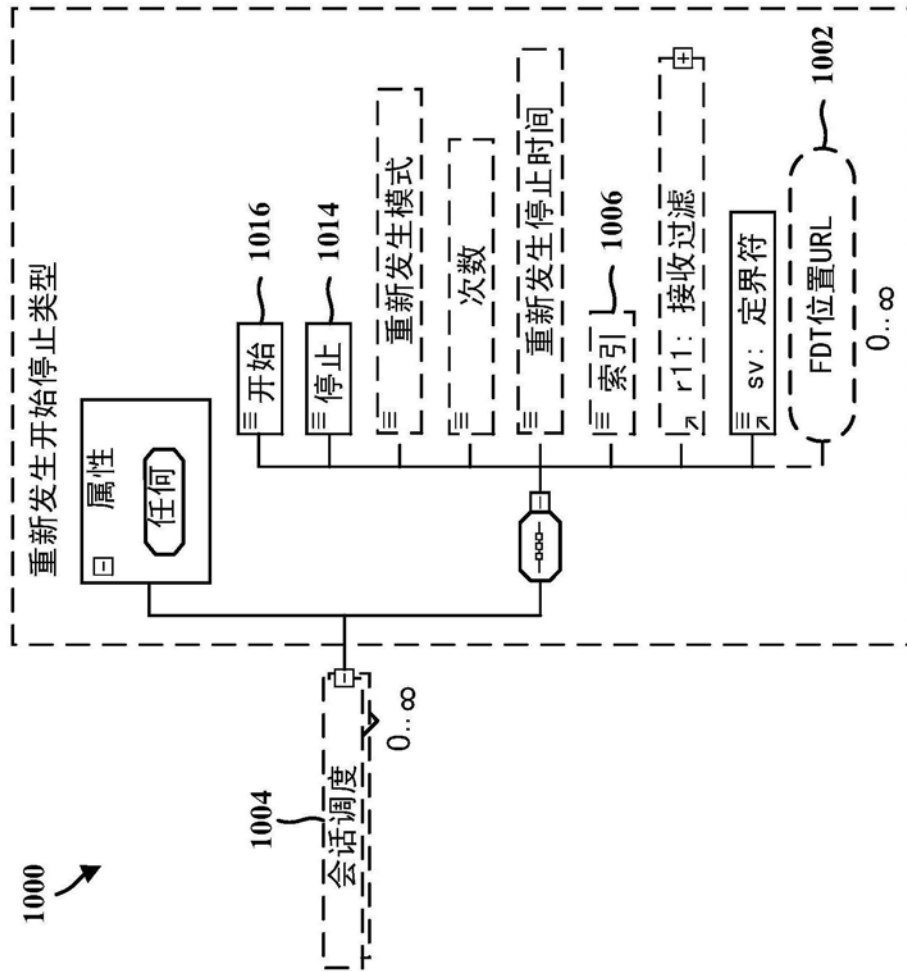 1000
1004
会话调度
0..∞
重新发生开始停止类型
属性
任何
开始
1016
停止
1014
重新发生模式
次数
重新发生停止时间
索引
1006
r11: 接收过滤
sv: 定界符
FDT位置URL
1002
0..∞